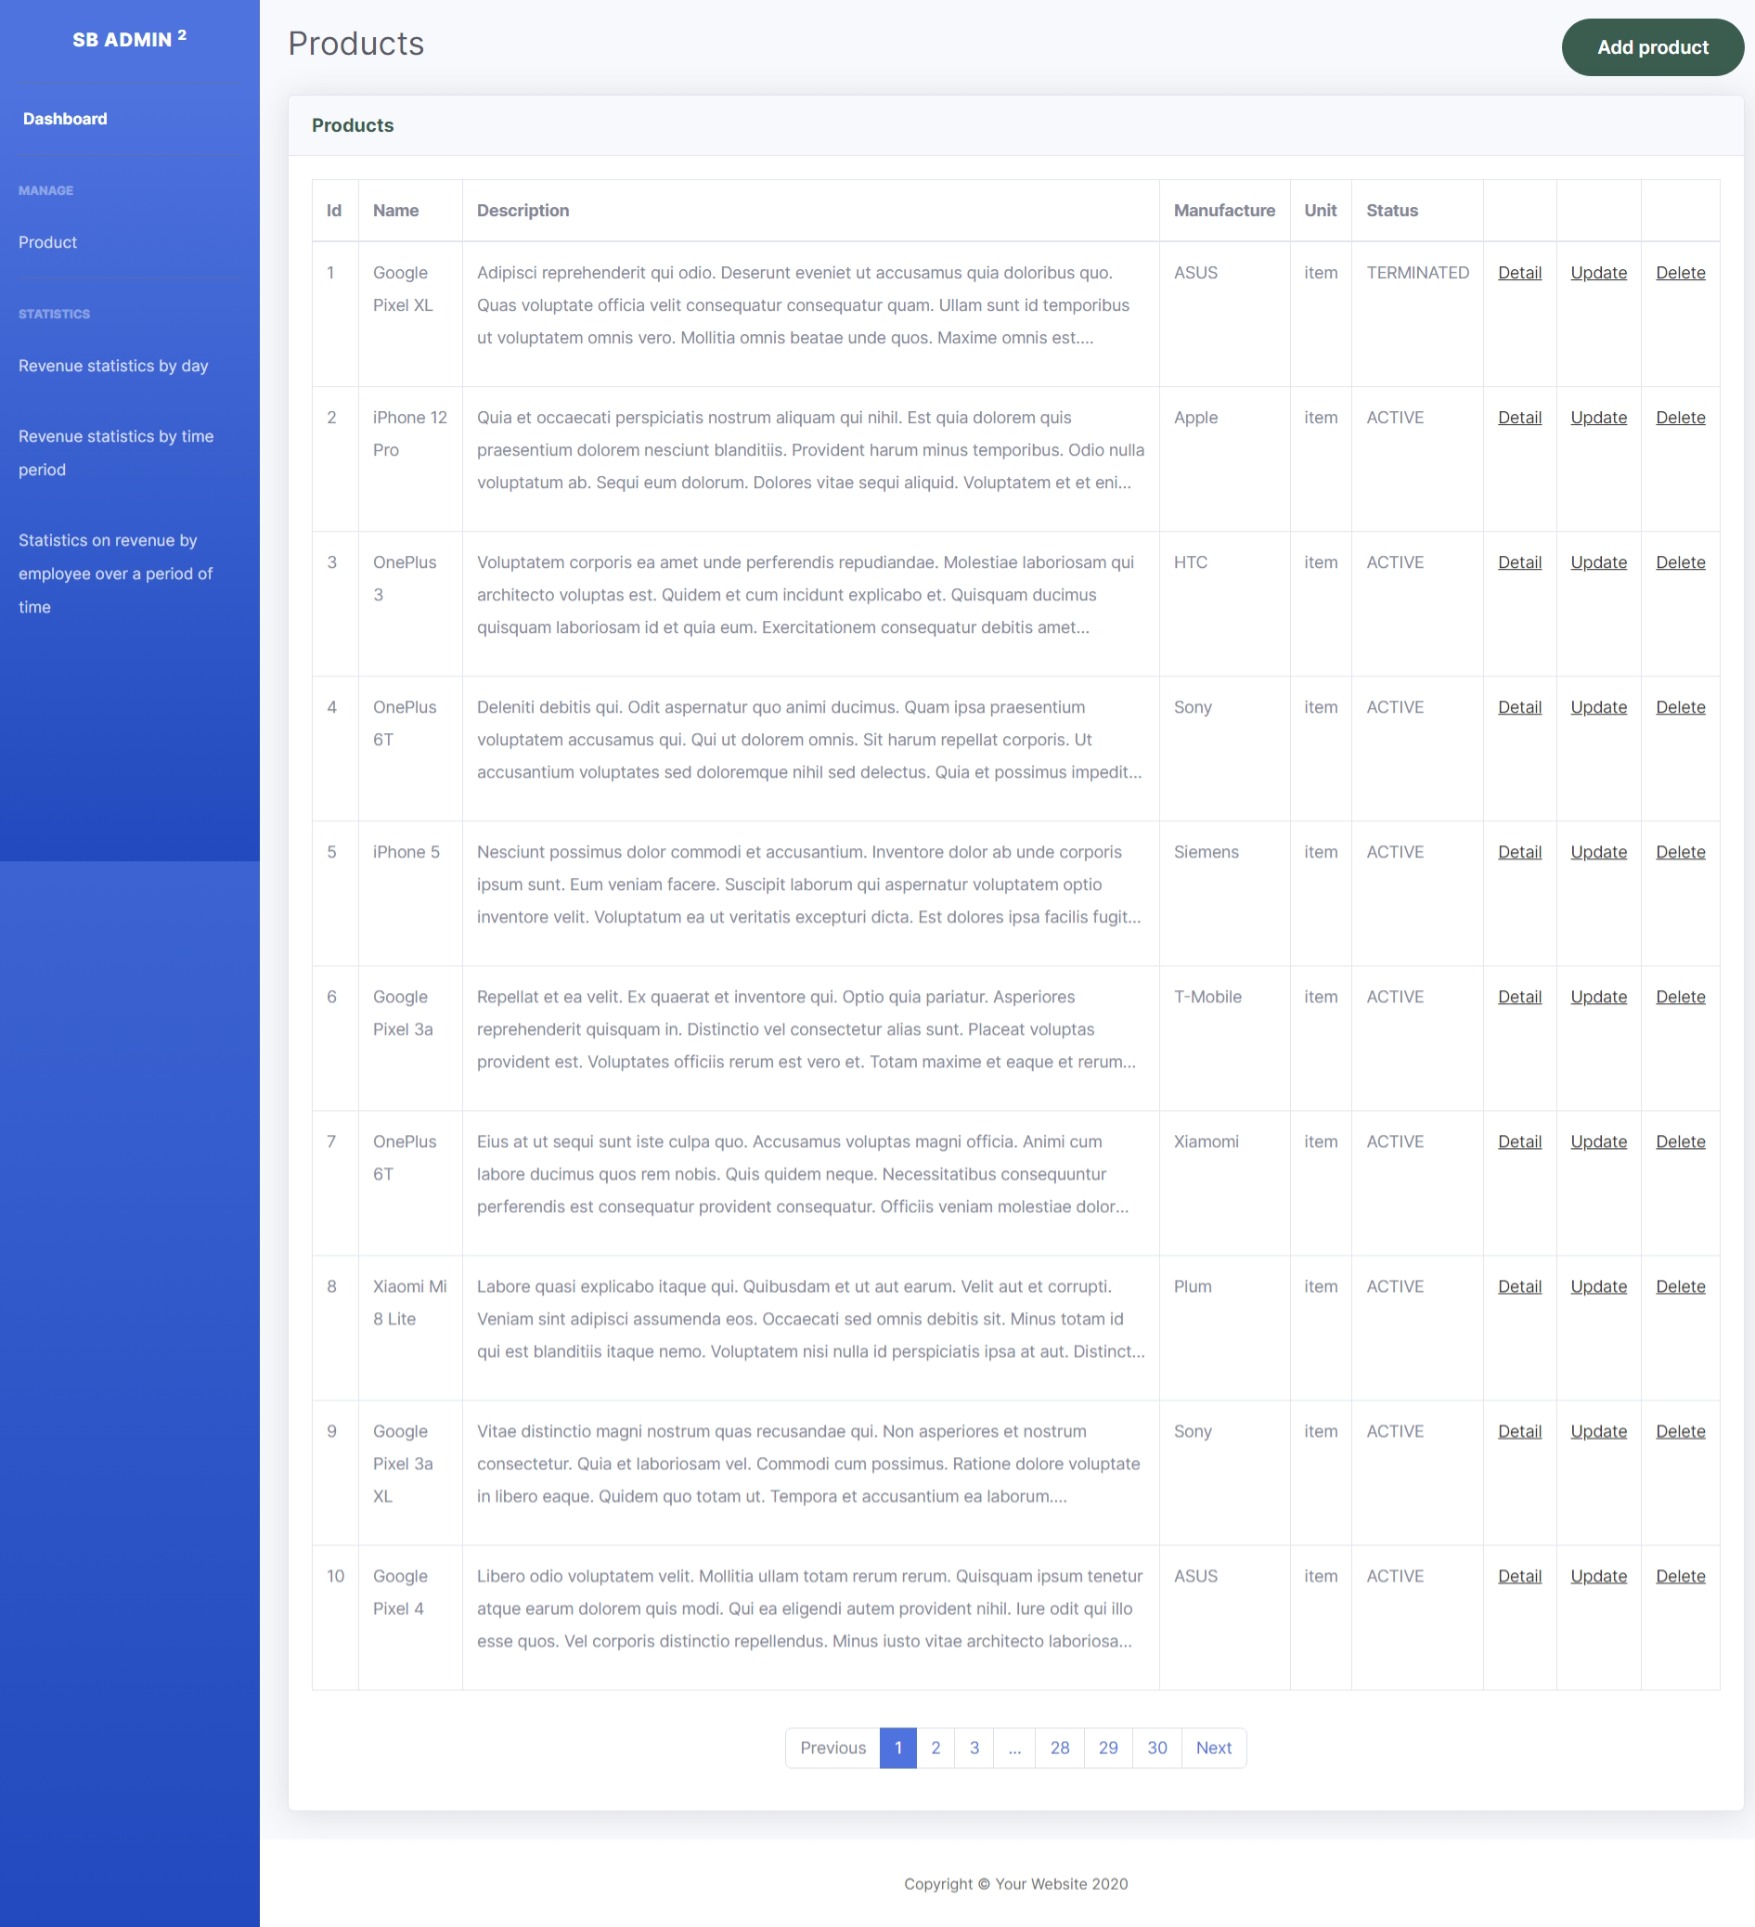 SB ADMIN 2
Dashboard
MANAGE
Product
STATISTICS
Revenue statistics by day
Revenue statistics by time
period
Statistics on revenue by
employee over a period of
time
Products
Add product
Products
Id Name Description Manufacture Unit Status
1 Google Adipisci reprehenderit qui odio. Deserunt eveniet ut accusamus quia doloribus quo. ASUS item TERMINATED Detail Update Delete
Pixel XL Quas voluptate officia velit consequatur consequatur quam. Ullam sunt id temporibus
ut voluptatem omnis vero. Mollitia omnis beatae unde quos. Maxime omnis est....
2 iPhone 12 Quia et occaecati perspiciatis nostrum aliquam qui nihil. Est quia dolorem quis Apple item ACTIVE Detail Update Delete
Pro praesentium dolorem nesciunt blanditiis. Provident harum minus temporibus. Odio nulla
voluptatum ab. Sequi eum dolorum. Dolores vitae sequi aliquid. Voluptatem et et eni...
3 OnePlus Voluptatem corporis ea amet unde perferendis repudiandae. Molestiae laboriosam qui HTC item ACTIVE Detail Update Delete
3 architecto voluptas est. Quidem et cum incidunt explicabo et. Quisquam ducimus
quisquam laboriosam id et quia eum. Exercitationem consequatur debitis amet...
4 OnePlus Deleniti debitis qui. Odit aspernatur quo animi ducimus. Quam ipsa praesentium Sony item ACTIVE Detail Update Delete
6T voluptatem accusamus qui. Qui ut dolorem omnis. Sit harum repellat corporis. Ut
accusantium voluptates sed doloremque nihil sed delectus. Quia et possimus impedit...
5 iPhone 5 Nesciunt possimus dolor commodi et accusantium. Inventore dolor ab unde corporis Siemens item ACTIVE Detail Update Delete
ipsum sunt. Eum veniam facere. Suscipit laborum qui aspernatur voluptatem optio
inventore velit. Voluptatum ea ut veritatis excepturi dicta. Est dolores ipsa facilis fugit...
6 Google Repellat et ea velit. Ex quaerat et inventore qui. Optio quia pariatur. Asperiores T-Mobile item ACTIVE Detail Update Delete
Pixel 3a reprehenderit quisquam in. Distinctio vel consectetur alias sunt. Placeat voluptas
provident est. Voluptates officiis rerum est vero et. Totam maxime et eaque et rerum...
7 OnePlus Eius at ut sequi sunt iste culpa quo. Accusamus voluptas magni officia. Animi cum Xiamomi item ACTIVE Detail Update Delete
6T labore ducimus quos rem nobis. Quis quidem neque. Necessitatibus consequuntur
perferendis est consequatur provident consequatur. Officiis veniam molestiae dolor...
8 Xiaomi Mi Labore quasi explicabo itaque qui. Quibusdam et ut aut earum. Velit aut et corrupti. Plum item ACTIVE Detail Update Delete
8 Lite Veniam sint adipisci assumenda eos. Occaecati sed omnis debitis sit. Minus totam id
qui est blanditiis itaque nemo. Voluptatem nisi nulla id perspiciatis ipsa at aut. Distinct...
9 Google Vitae distinctio magni nostrum quas recusandae qui. Non asperiores et nostrum Sony item ACTIVE Detail Update Delete
Pixel 3a consectetur. Quia et laboriosam vel. Commodi cum possimus. Ratione dolore voluptate
XL in libero eaque. Quidem quo totam ut. Tempora et accusantium ea laborum....
10 Google Libero odio voluptatem velit. Mollitia ullam totam rerum rerum. Quisquam ipsum tenetur ASUS item ACTIVE Detail Update Delete
Pixel 4 atque earum dolorem quis modi. Qui ea eligendi autem provident nihil. Iure odit qui illo
esse quos. Vel corporis distinctio repellendus. Minus iusto vitae architecto laboriosa...
Previous 1 2 3 ... 28 29 30 Next
Copyright © Your Website 2020